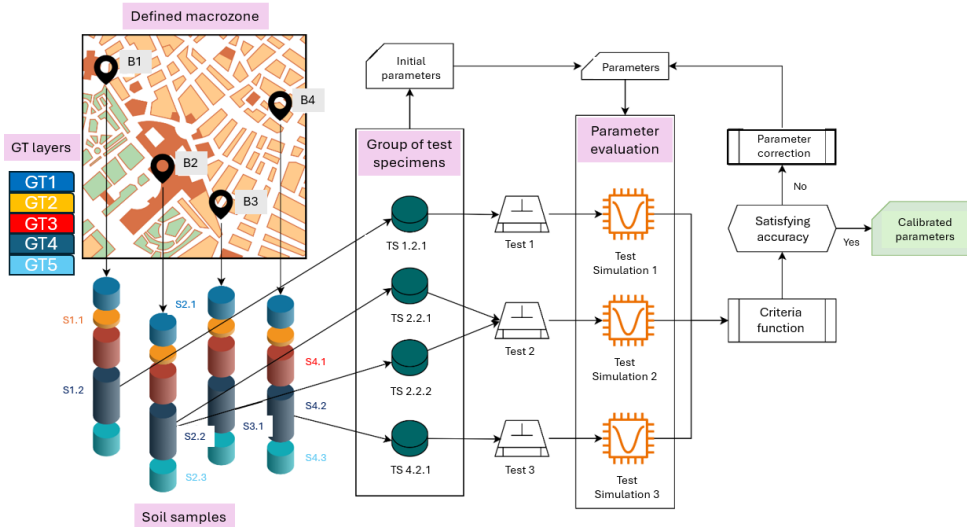 Defined macrozone
B1
B4
B2
B3
GT layers
GT1
GT2
GT3
GT4
GT5
S1.1
S1.2
S2.1
S2.2
S2.3
S3.1
S4.1
S4.2
S4.3
Soil samples
Initial
parameters
Group of test
specimens
TS 1.2.1
TS 2.2.1
TS 2.2.2
TS 4.2.1
Test 1
Test 2
Test 3
Parameters
Parameter
evaluation
Test
Simulation 1
Test
Simulation 2
Test
Simulation 3
Parameter
correction
No
Satisfying
accuracy
Yes
Calibrated
parameters
Criteria
function